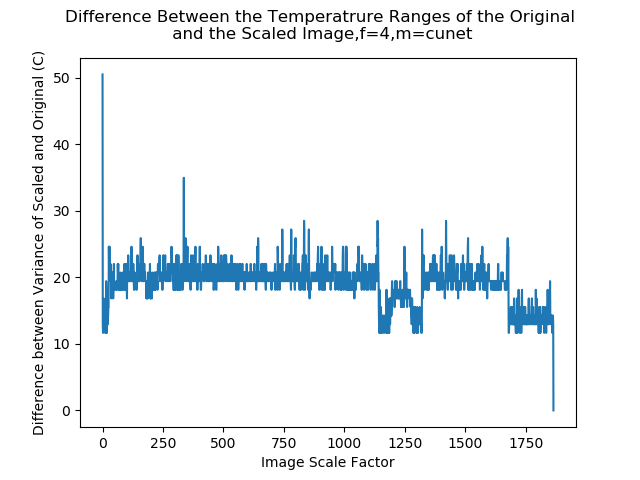 Difference Between the Temperatrure Ranges of the Original
and the Scaled Image,f=4,m=cunet
Difference between Variance of Scaled and Original (C)
50
40
30
20
10
0
0 250 500 750 1000 1250 1500 1750
Image Scale Factor